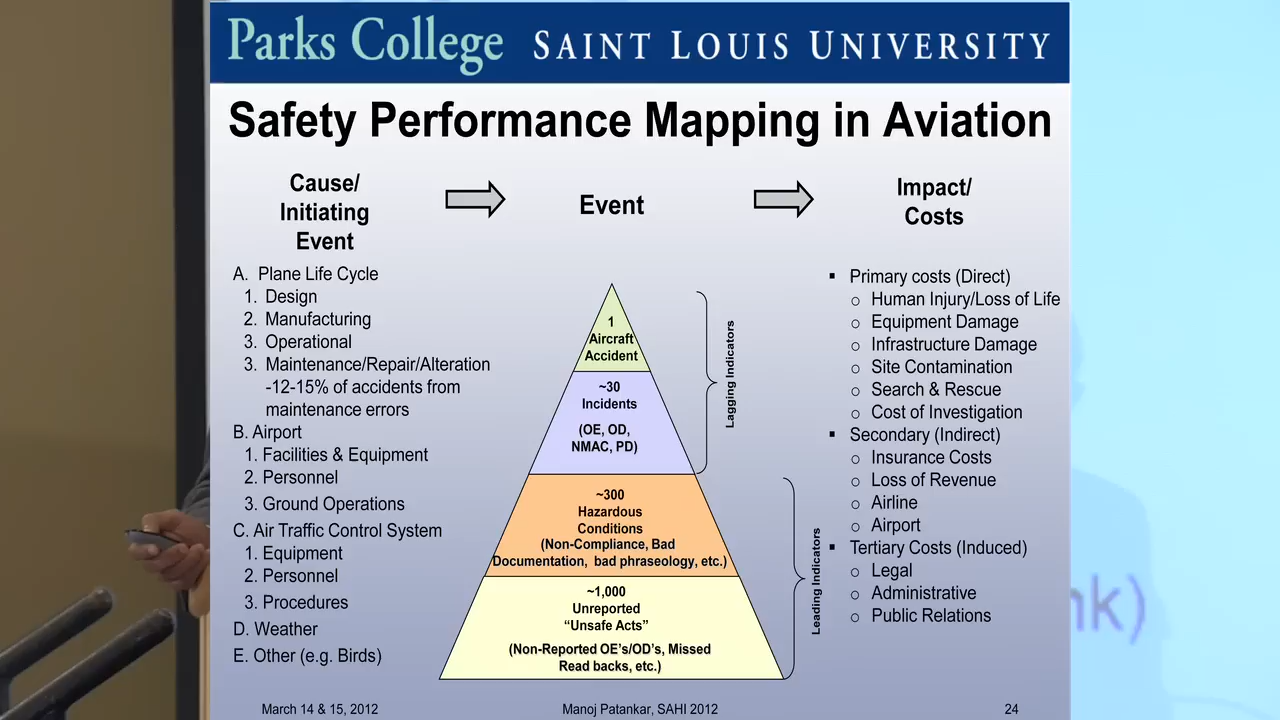 Parks College SAINT LOUIS UNIVERSITY
Safety Performance Mapping in Aviation
Cause/
Initiating
Event
Event
Impact/
Costs
A. Plane Life Cycle
1. Design
2. Manufacturing
3. Operational
3. Maintenance/Repair/Alteration
-12-15% of accidents from
maintenance errors
B. Airport
1. Facilities & Equipment
2. Personnel
3. Ground Operations
C. Air Traffic Control System
1. Equipment
2. Personnel
3. Procedures
D. Weather
E. Other (e.g. Birds)
1
Aircraft
Accident
~30
Incidents
(OE, OD,
NMAC, PD)
~300
Hazardous
Conditions
(Non-Compliance, Bad
Documentation, bad phraseology, etc.)
~1,000
Unreported
“Unsafe Acts”
(Non-Reported OE’s/OD’s, Missed
Read backs, etc.)
Lagging Indicators
Leading Indicators
▪ Primary costs (Direct)
o Human Injury/Loss of Life
o Equipment Damage
o Infrastructure Damage
o Site Contamination
o Search & Rescue
o Cost of Investigation
▪ Secondary (Indirect)
o Insurance Costs
o Loss of Revenue
o Airline
o Airport
▪ Tertiary Costs (Induced)
o Legal
o Administrative
o Public Relations
nk)
March 14 & 15, 2012
Manoj Patankar, SAHI 2012
24